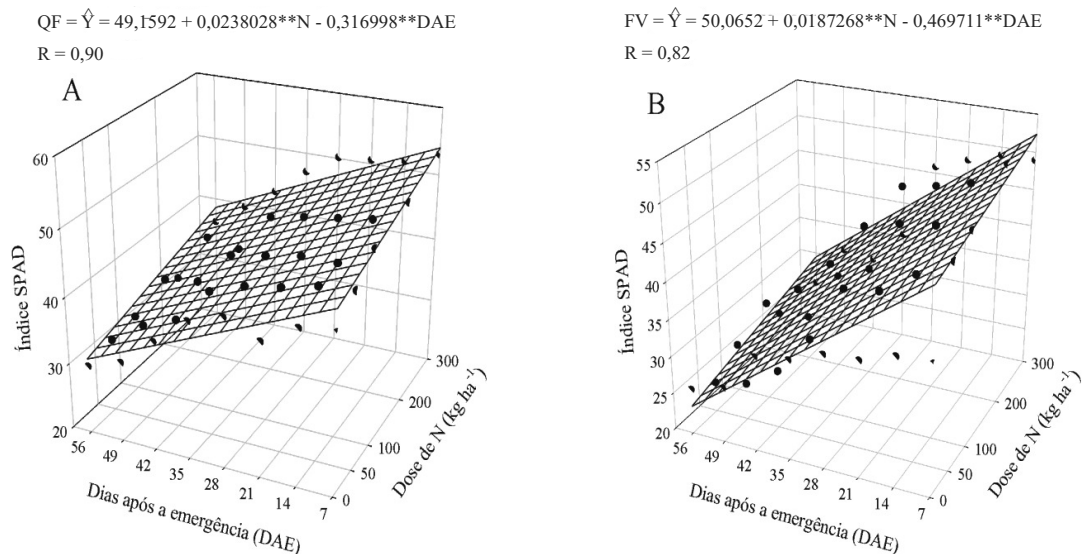 QF = Ŷ = 49,1592 + 0,0238028**N - 0,316998**DAE
R = 0,90
A
60
50
40
30
20
Índice SPAD
56 49 42 35 28 21 14 7
Dias após a emergência (DAE)
0 50 100 200 300
Dose de N (kg ha⁻¹)
FV = Ŷ = 50,0652 + 0,0187268**N - 0,469711**DAE
R = 0,82
B
55
50
45
40
35
30
25
20
Índice SPAD
56 49 42 35 28 21 14 7
Dias após a emergência (DAE)
0 50 100 200 300
Dose de N (kg ha⁻¹)